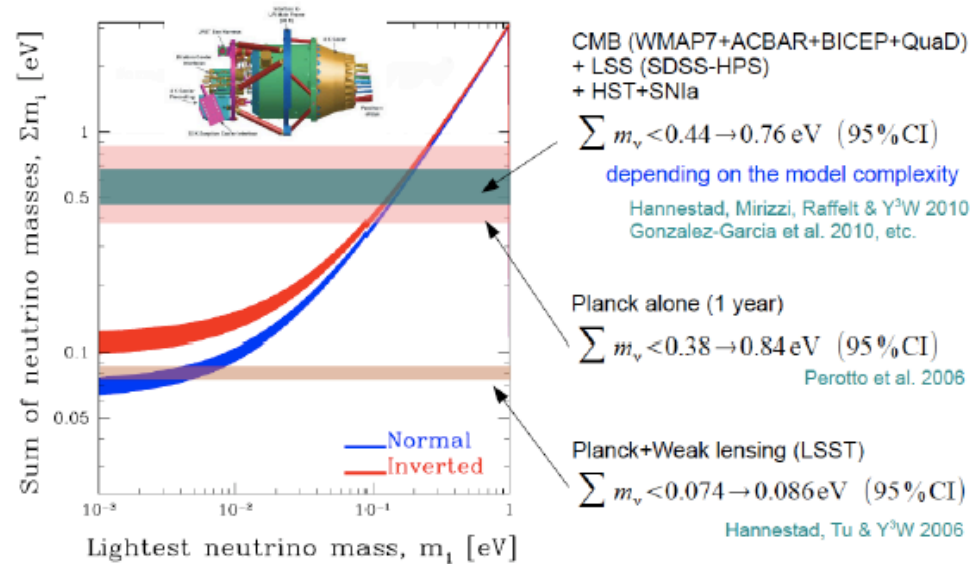 Sum of neutrino masses, Σmᵢ [eV]
1
0.5
0.1
0.05
10⁻³
10⁻²
10⁻¹
1
Lightest neutrino mass, m₁ [eV]
Normal
Inverted
CMB (WMAP7+ACBAR+BICEP+QuaD)
+ LSS (SDSS-HPS)
+ HST+SNIa
∑ mᵥ <0.44→0.76 eV (95%CI)
depending on the model complexity
Hannestad, Mirizzi, Raffelt & Y³W 2010
Gonzalez-Garcia et al. 2010, etc.
Planck alone (1 year)
∑ mᵥ <0.38→0.84 eV (95%CI)
Perotto et al. 2006
Planck+Weak lensing (LSST)
∑ mᵥ <0.074→0.086 eV (95%CI)
Hannestad, Tu & Y³W 2006